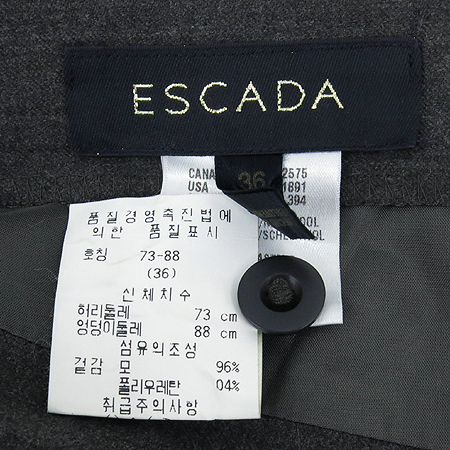 ESCADA
CANA 2575
USA 36 1891
394
OOL
품질경영촉진법에
의한 품질표시
호칭 73-88
(36)
신체치수
허리둘레 73 cm
엉덩이둘레 88 cm
섬유의조성
겉감 모 96%
폴리우레탄 04%
취급주의사항